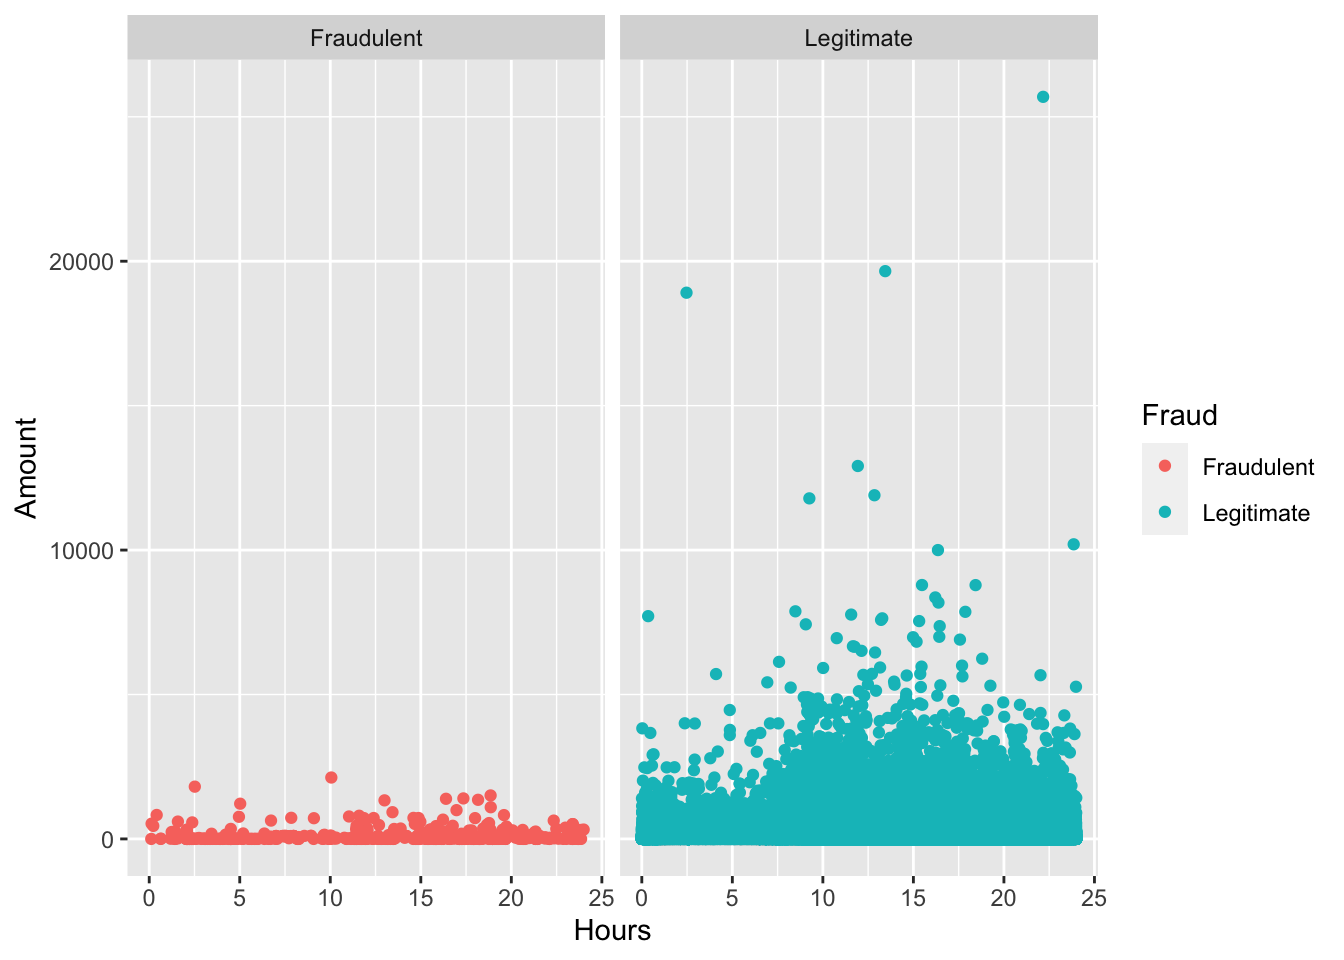 Fraudulent Legitimate
Amount
20000
10000
0
0 5 10 15 20 25 0 5 10 15 20 25
Hours
Fraud
Fraudulent
Legitimate